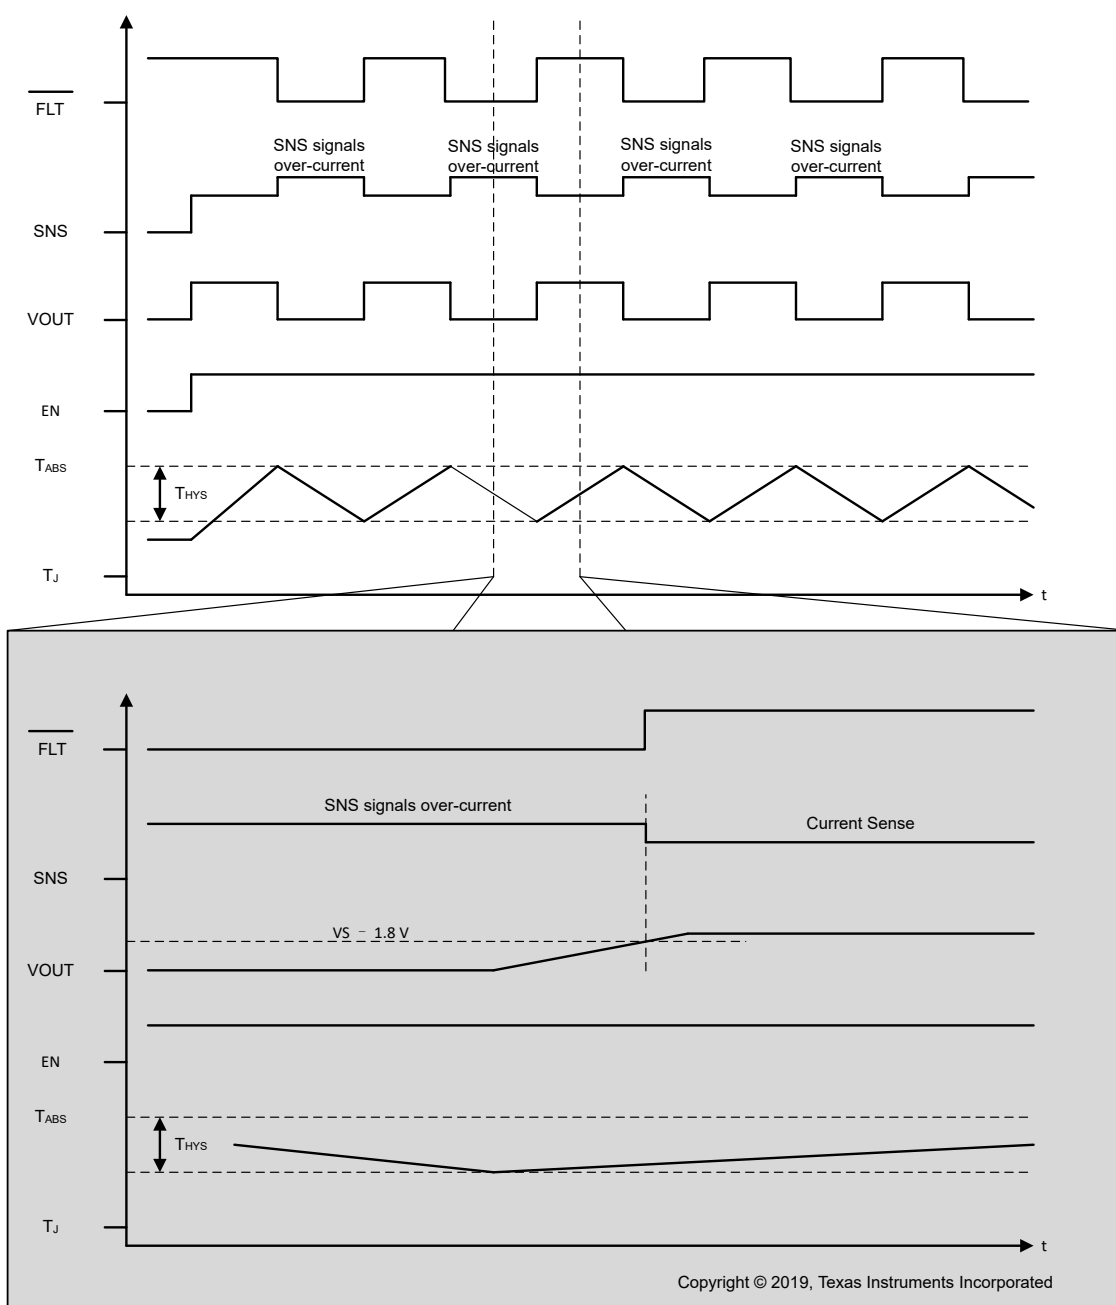 FLT
SNS signals
over-current
SNS signals
over-current
SNS signals
over-current
SNS signals
over-current
SNS
VOUT
EN
TABS
THYS
TJ
t
FLT
SNS signals over-current
Current Sense
SNS
VS - 1.8 V
VOUT
EN
TABS
THYS
TJ
t
Copyright © 2019, Texas Instruments Incorporated